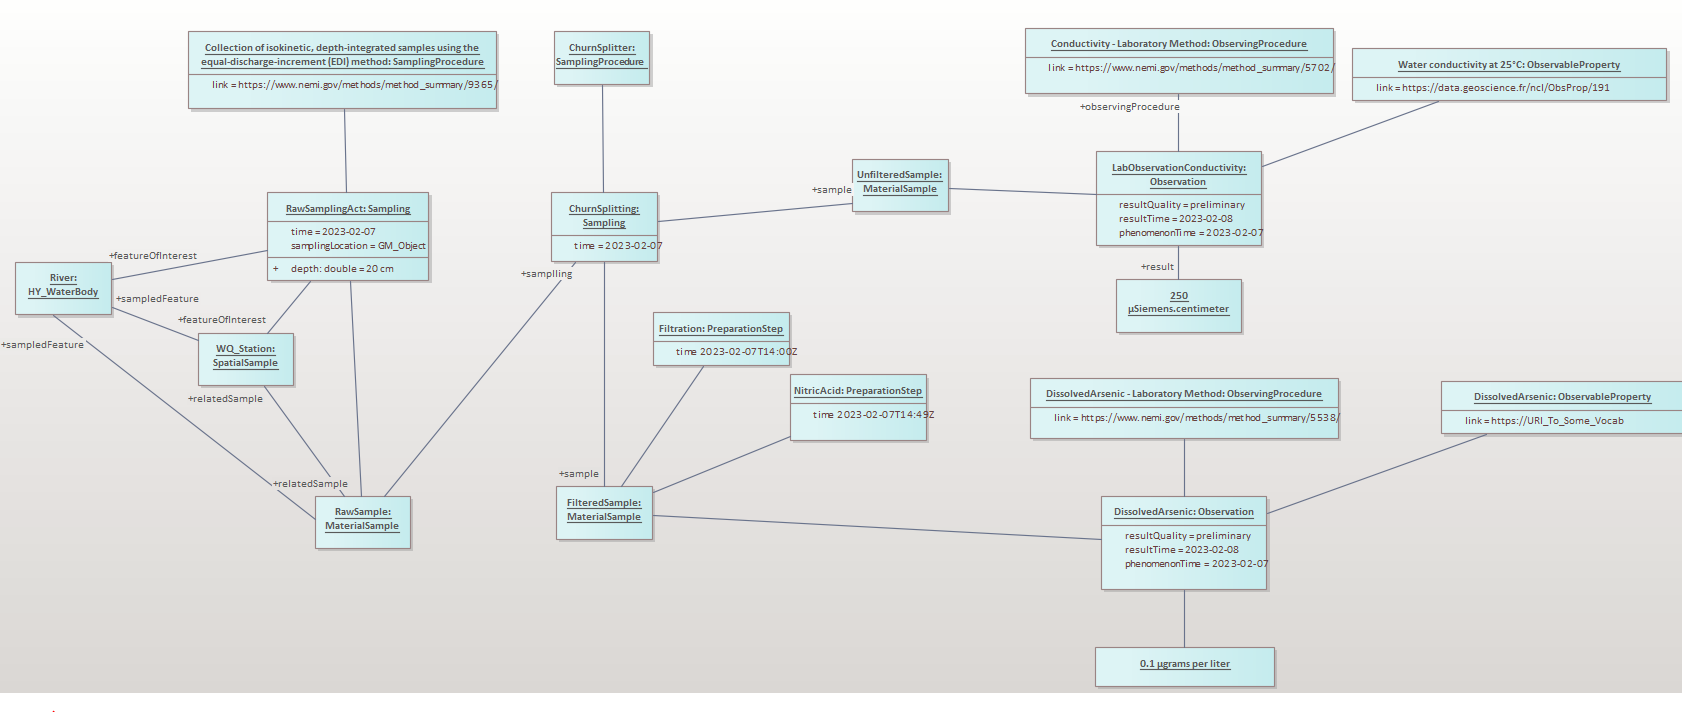 Collection of isokinetic, depth-integrated samples using the
equal-discharge-increment (EDI) method: SamplingProcedure
link = https://www.nemi.gov/methods/method_summary/9365/
ChurnSplitter:
SamplingProcedure
Conductivity - Laboratory Method: ObservingProcedure
link = https://www.nemi.gov/methods/method_summary/5702/
Water conductivity at 25°C: ObservableProperty
link = https://data.geoscience.fr/ncl/ObsProp/191
+observingProcedure
UnfilteredSample:
MaterialSample
+sample
LabObservationConductivity:
Observation
resultQuality = preliminary
resultTime = 2023-02-08
phenomenonTime = 2023-02-07
RawSamplingAct: Sampling
time = 2023-02-07
samplingLocation = GM_Object
+ depth: double = 20 cm
ChurnSplitting:
Sampling
time = 2023-02-07
+featureOfInterest
River:
HY_WaterBody
+sampledFeature
+featureOfInterest
+samplling
+result
250
µSiemens.centimeter
+sampledFeature
WQ_Station:
SpatialSample
+relatedSample
Filtration: PreparationStep
time 2023-02-07T14:00Z
NitricAcid: PreparationStep
time 2023-02-07T14:49Z
DissolvedArsenic - Laboratory Method: ObservingProcedure
link = https://www.nemi.gov/methods/method_summary/5538/
DissolvedArsenic: ObservableProperty
link = https://URI_To_Some_Vocab
+relatedSample
+sample
RawSample:
MaterialSample
FilteredSample:
MaterialSample
DissolvedArsenic: Observation
resultQuality = preliminary
resultTime = 2023-02-08
phenomenonTime = 2023-02-07
0.1 µgrams per liter